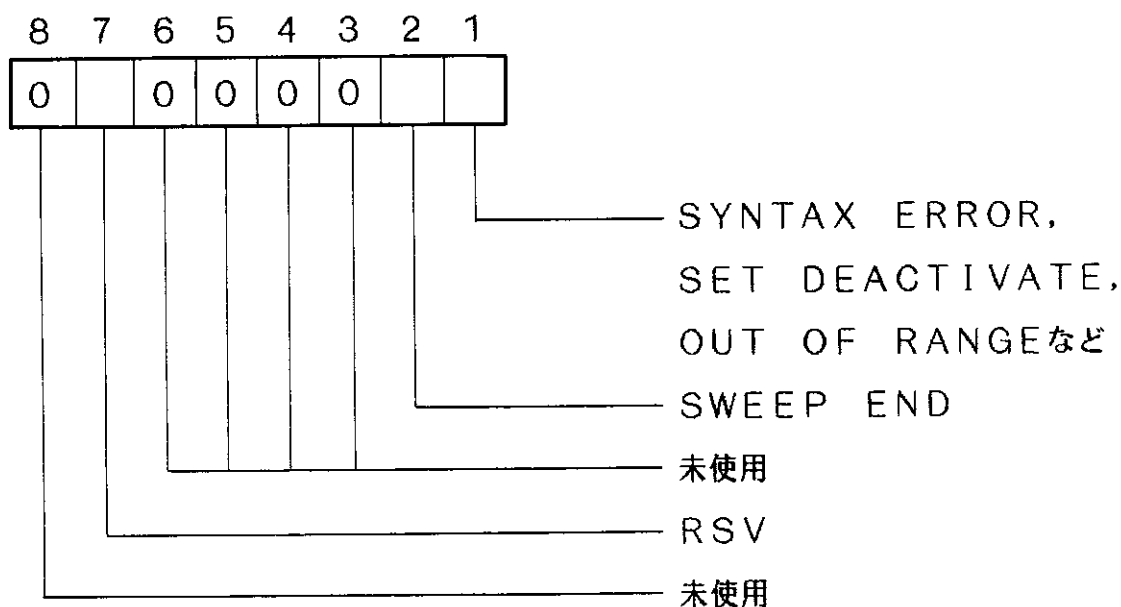 8 7 6 5 4 3 2 1
0 0 0 0 0
SYNTAX ERROR,
SET DEACTIVATE,
OUT OF RANGEなど
SWEEP END
未使用
RSV
未使用